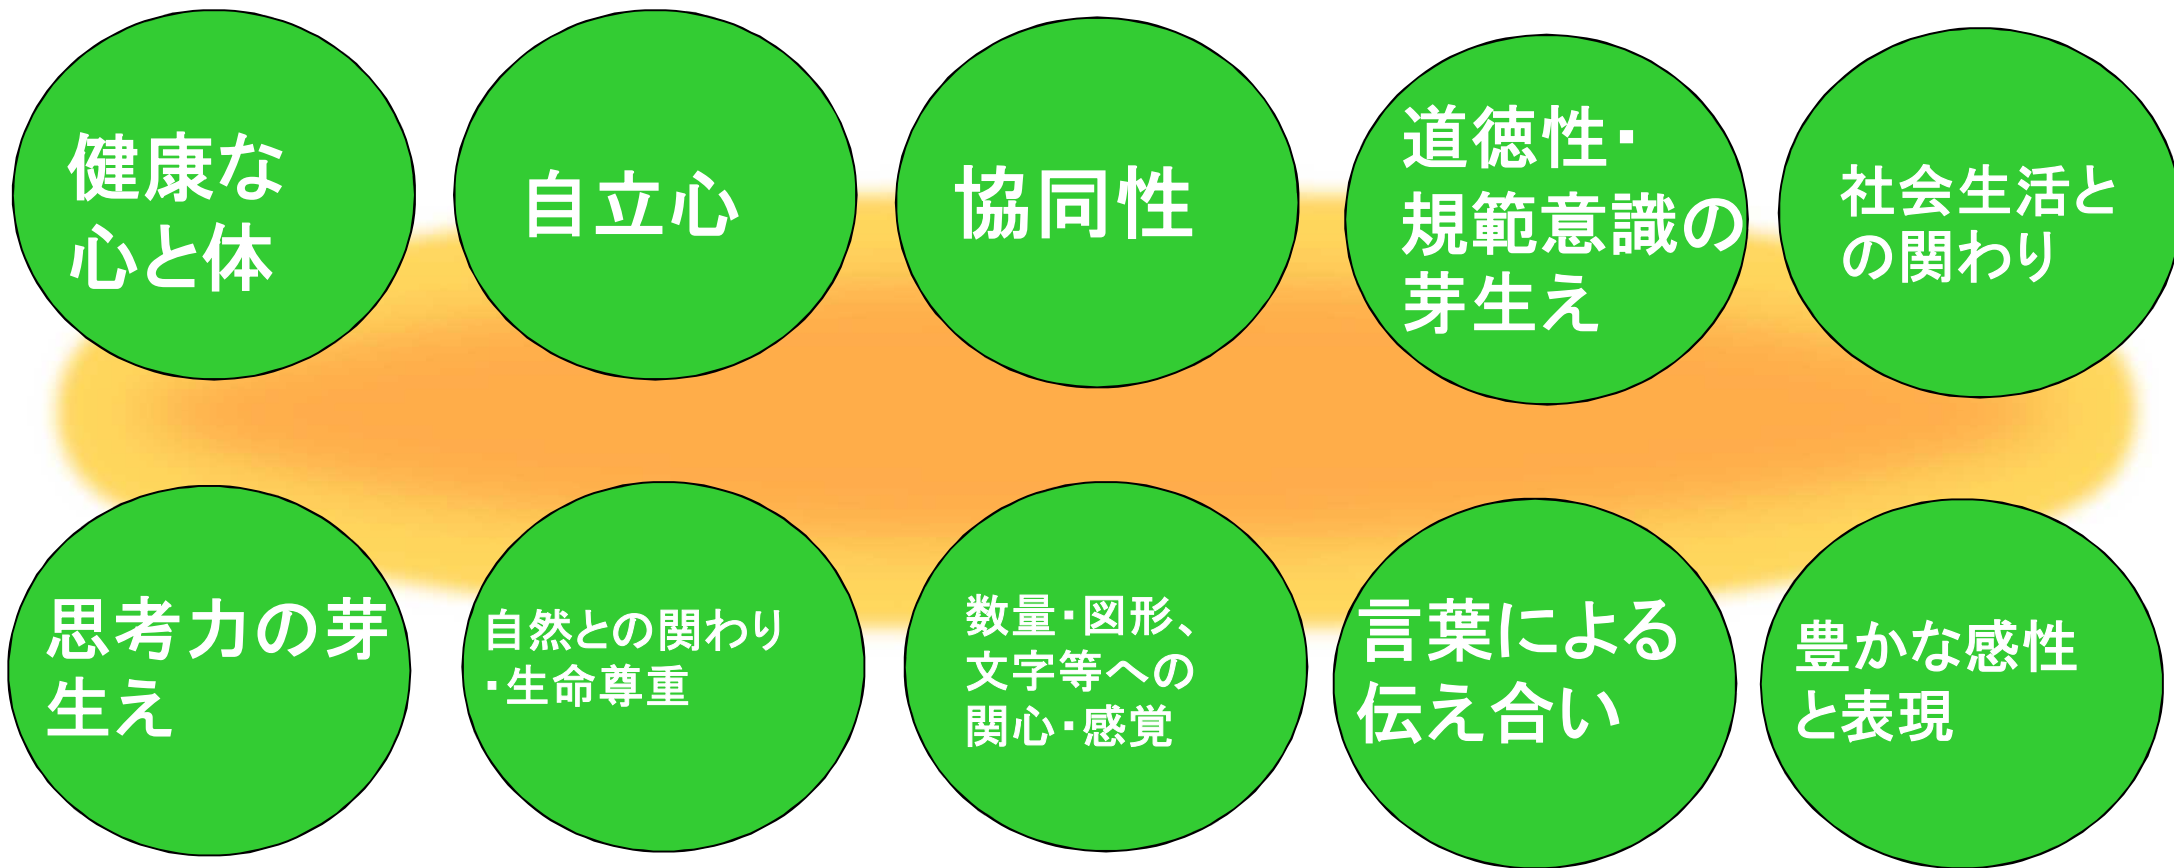 健康な
心と体
自立心
協同性
道徳性・
規範意識の
芽生え
社会生活と
の関わり
思考力の芽
生え
自然との関わり
・生命尊重
数量・図形、
文字等への
関心・感覚
言葉による
伝え合い
豊かな感性
と表現